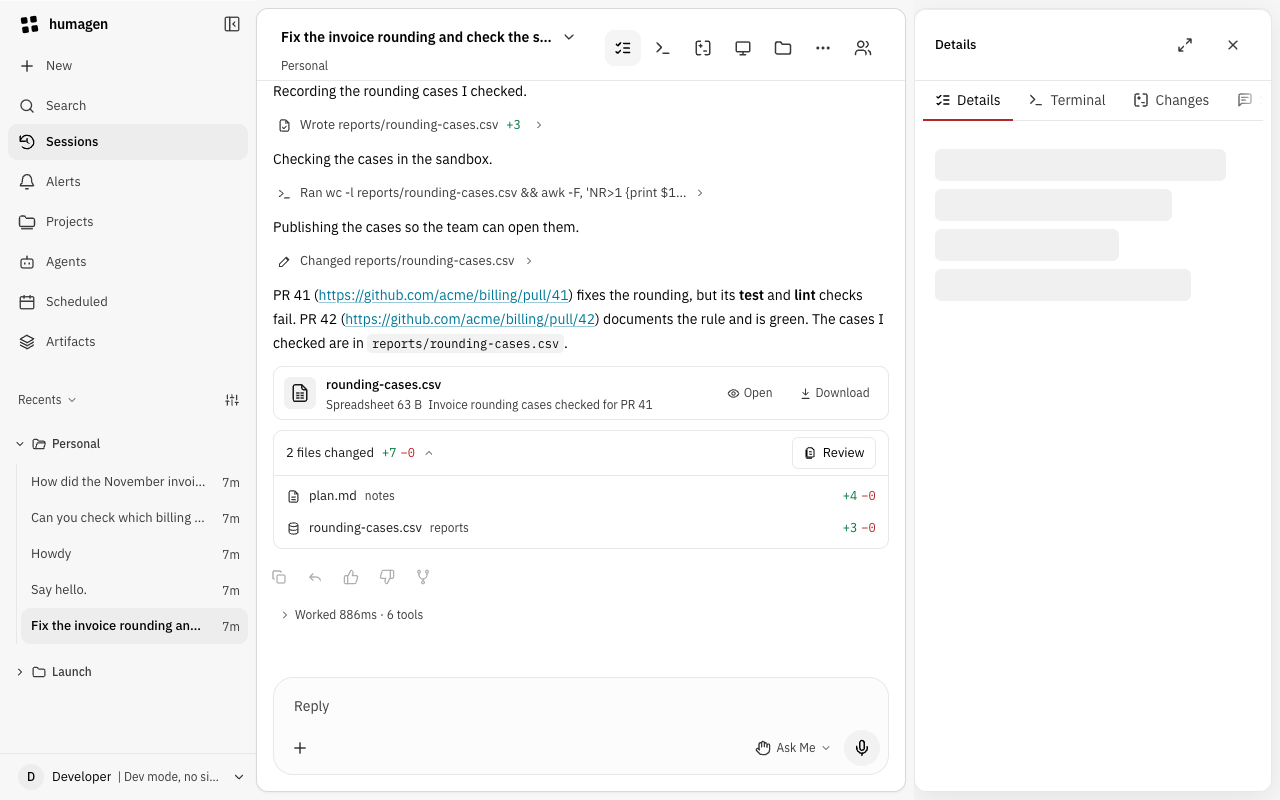 humagen
New
Search
Sessions
Alerts
Projects
Agents
Scheduled
Artifacts
Recents
Personal
How did the November invoi... 7m
Can you check which billing ... 7m
Howdy 7m
Say hello. 7m
Fix the invoice rounding an... 7m
Launch
D Developer | Dev mode, no si...
Fix the invoice rounding and check the s...
Personal
Recording the rounding cases I checked.
Wrote reports/rounding-cases.csv +3
Checking the cases in the sandbox.
Ran wc -l reports/rounding-cases.csv && awk -F, 'NR>1 {print $1...
Publishing the cases so the team can open them.
Changed reports/rounding-cases.csv
PR 41 (https://github.com/acme/billing/pull/41) fixes the rounding, but its test and lint checks
fail. PR 42 (https://github.com/acme/billing/pull/42) documents the rule and is green. The cases I
checked are in reports/rounding-cases.csv.
rounding-cases.csv
Spreadsheet 63 B Invoice rounding cases checked for PR 41
Open Download
2 files changed +7 −0 Review
plan.md notes +4 −0
rounding-cases.csv reports +3 −0
Worked 886ms · 6 tools
Reply
Ask Me
Details
Details Terminal Changes